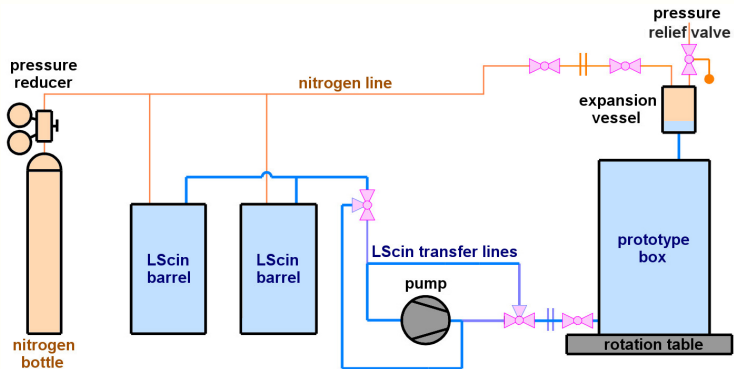 pressure
relief valve
pressure
reducer
nitrogen line
expansion
vessel
LScin
barrel
LScin
barrel
LScin transfer lines
prototype
box
pump
nitrogen
bottle
rotation table